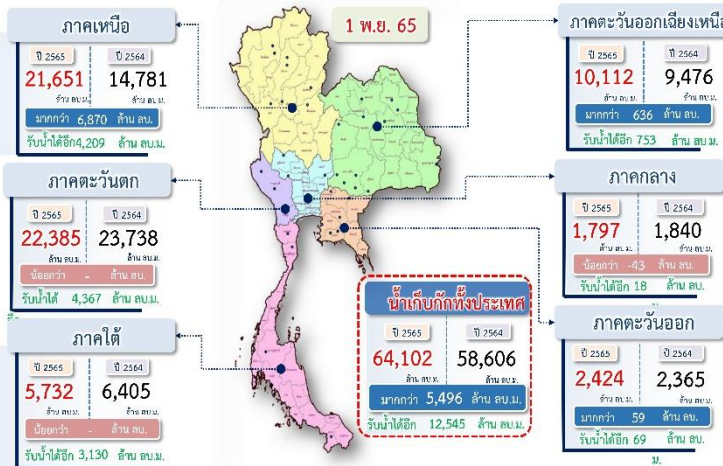 1 พ.ย. 65
ภาคเหนือ
ปี 2565 ปี 2564
21,651 14,781
ล้าน ลบ.ม. ล้าน ลบ.ม.
มากกว่า 6,870 ล้าน ลบ.
รับน้ำได้อีก4,209 ล้าน ลบ.ม.
ภาคตะวันตก
ปี 2565 ปี 2564
22,385 23,738
ล้าน ลบ.ม. ล้าน ลบ.ม.
น้อยกว่า - ล้าน ลบ.
รับน้ำได้ 4,367 ล้าน ลบ.ม.
ภาคใต้
ปี 2565 ปี 2564
5,732 6,405
ล้าน ลบ.ม. ล้าน ลบ.ม.
น้อยกว่า - ล้าน ลบ.
รับน้ำได้อีก 3,130 ล้าน ลบ.ม.
น้ำเก็บกักทั้งประเทศ
ปี 2565 ปี 2564
64,102 58,606
ล้าน ลบ.ม. ล้าน ลบ.ม.
มากกว่า 5,496 ล้าน ลบ.ม.
รับน้ำได้อีก 12,545 ล้าน ลบ.ม.
ภาคตะวันออกเฉียงเหนือ
ปี 2565 ปี 2564
10,112 9,476
ล้าน ลบ.ม. ล้าน ลบ.ม.
มากกว่า 636 ล้าน ลบ.
รับน้ำได้อีก 753 ล้าน ลบ.ม.
ภาคกลาง
ปี 2565 ปี 2564
1,797 1,840
ล้าน ลบ.ม. ล้าน ลบ.ม.
น้อยกว่า -43 ล้าน ลบ.
รับน้ำได้อีก 18 ล้าน ลบ.ม.
ภาคตะวันออก
ปี 2565 ปี 2564
2,424 2,365
ล้าน ลบ.ม. ล้าน ลบ.ม.
มากกว่า 59 ล้าน ลบ.
รับน้ำได้อีก 69 ล้าน ลบ.
ม.